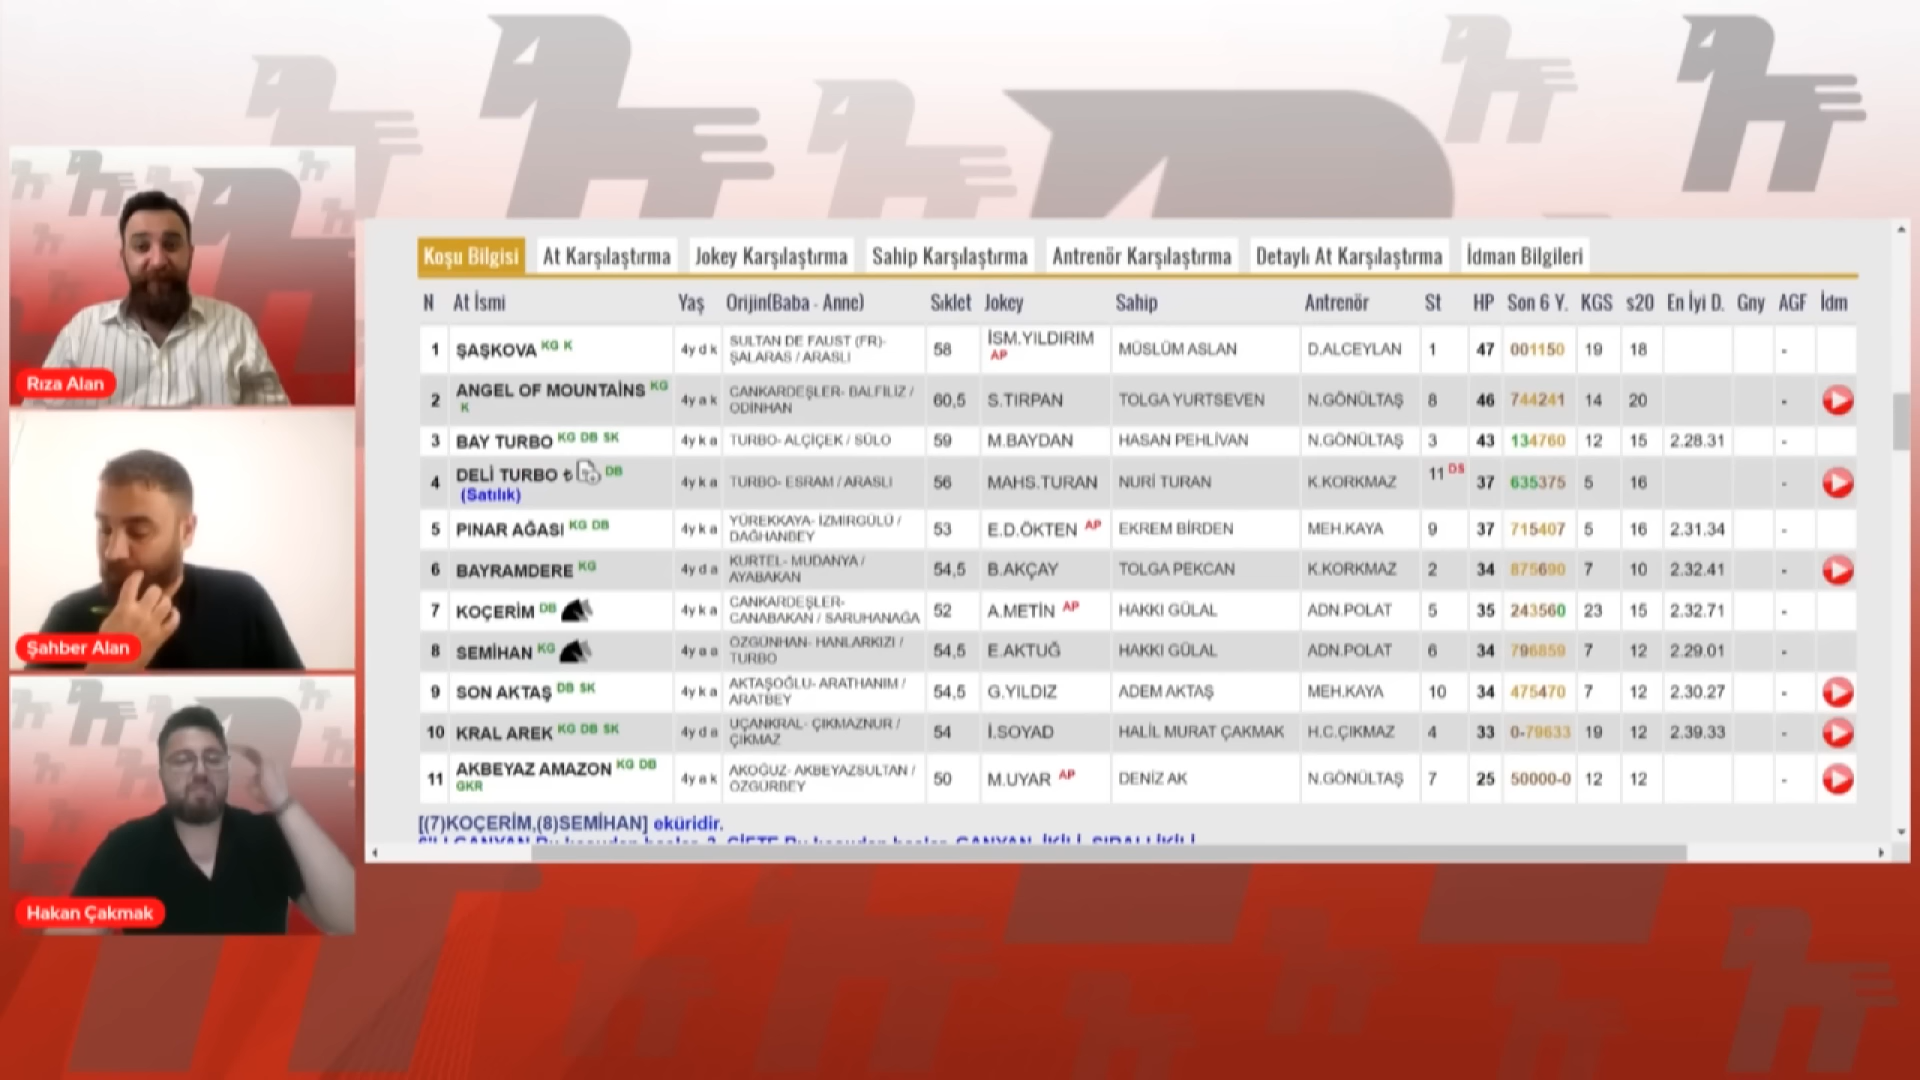 Rıza Alan
Şahber Alan
Hakan Çakmak
Koşu Bilgisi At Karşılaştırma Jokey Karşılaştırma Sahip Karşılaştırma Antrenör Karşılaştırma Detaylı At Karşılaştırma İdman Bilgileri
N At İsmi Yaş Orijin(Baba - Anne) Sıklet Jokey Sahip Antrenör St HP Son 6 Y. KGS s20 En İyi D. Gny AGF İdm
1 ŞAŞKOVA KG K 4y d k SULTAN DE FAUST (FR)- ŞALARAS / ARASLI 58 İSM.YILDIRIM AP MÜSLÜM ASLAN D.ALCEYLAN 1 47 001150 19 18 -
2 ANGEL OF MOUNTAİNS KG K 4y a k CANKARDEŞLER- BALFİLİZ / ODİNHAN 60,5 S.TIRPAN TOLGA YURTSEVEN N.GÖNÜLTAŞ 8 46 744241 14 20 -
3 BAY TURBO KG DB SK 4y k a TURBO- ALÇİÇEK / SÜLO 59 M.BAYDAN HASAN PEHLİVAN N.GÖNÜLTAŞ 3 43 134760 12 15 2.28.31 -
4 DELİ TURBO ₺ DB (Satılık) 4y k a TURBO- ESRAM / ARASLI 56 MAHS.TURAN NURİ TURAN K.KORKMAZ 11 DS 37 635375 5 16 -
5 PINAR AĞASI KG DB 4y k a YÜREKKAYA- İZMİRGÜLÜ / DAĞHANBEY 53 E.D.ÖKTEN AP EKREM BİRDEN MEH.KAYA 9 37 715407 5 16 2.31.34 -
6 BAYRAMDERE KG 4y d a KURTEL- MUDANYA / AYABAKAN 54,5 B.AKÇAY TOLGA PEKCAN K.KORKMAZ 2 34 875690 7 10 2.32.41 -
7 KOÇERİM DB 4y k a CANKARDEŞLER- CANABAKAN / SARUHANAĞA 52 A.METİN AP HAKKI GÜLAL ADN.POLAT 5 35 243560 23 15 2.32.71 -
8 SEMİHAN KG 4y a a ÖZGÜNHAN- HANLARKIZI / TURBO 54,5 E.AKTUĞ HAKKI GÜLAL ADN.POLAT 6 34 796859 7 12 2.29.01 -
9 SON AKTAŞ DB SK 4y k a AKTAŞOĞLU- ARATHANIM / ARATBEY 54,5 G.YILDIZ ADEM AKTAŞ MEH.KAYA 10 34 475470 7 12 2.30.27 -
10 KRAL AREK KG DB SK 4y d a UÇANKRAL- ÇIKMAZNUR / ÇIKMAZ 54 İ.SOYAD HALİL MURAT ÇAKMAK H.C.ÇIKMAZ 4 33 0-79633 19 12 2.39.33 -
11 AKBEYAZ AMAZON KG DB GKR 4y a k AKOĞUZ- AKBEYAZSULTAN / ÖZGÜRBEY 50 M.UYAR AP DENİZ AK N.GÖNÜLTAŞ 7 25 50000-0 12 12 -
[(7)KOÇERİM,(8)SEMİHAN] eküridir.